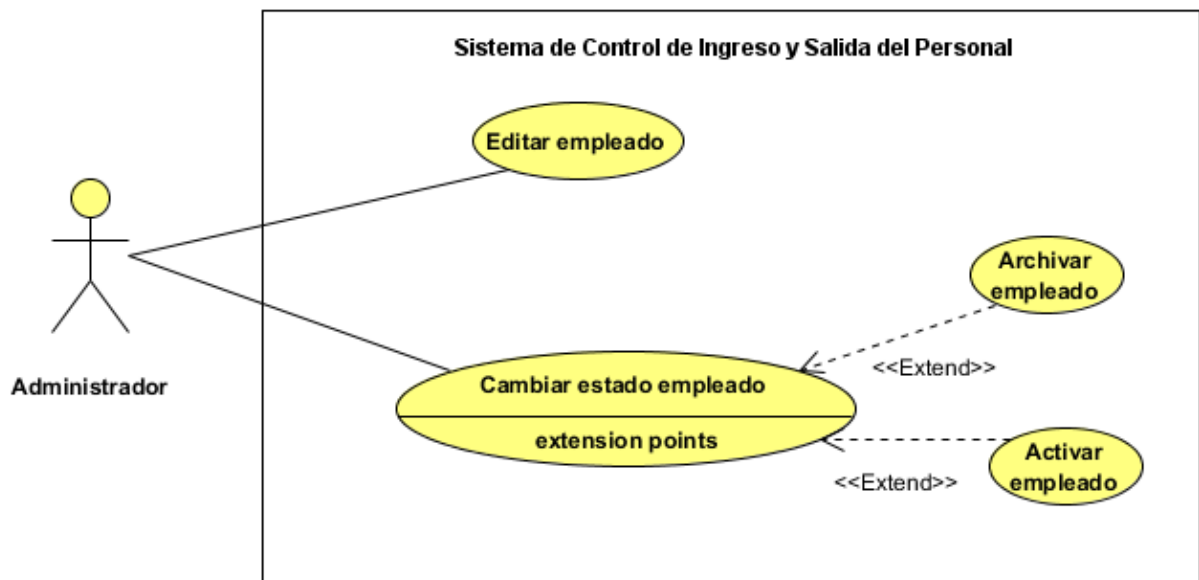 Sistema de Control de Ingreso y Salida del Personal
Editar empleado
Archivar
empleado
<<Extend>>
Administrador
Cambiar estado empleado
extension points
<<Extend>>
Activar
empleado